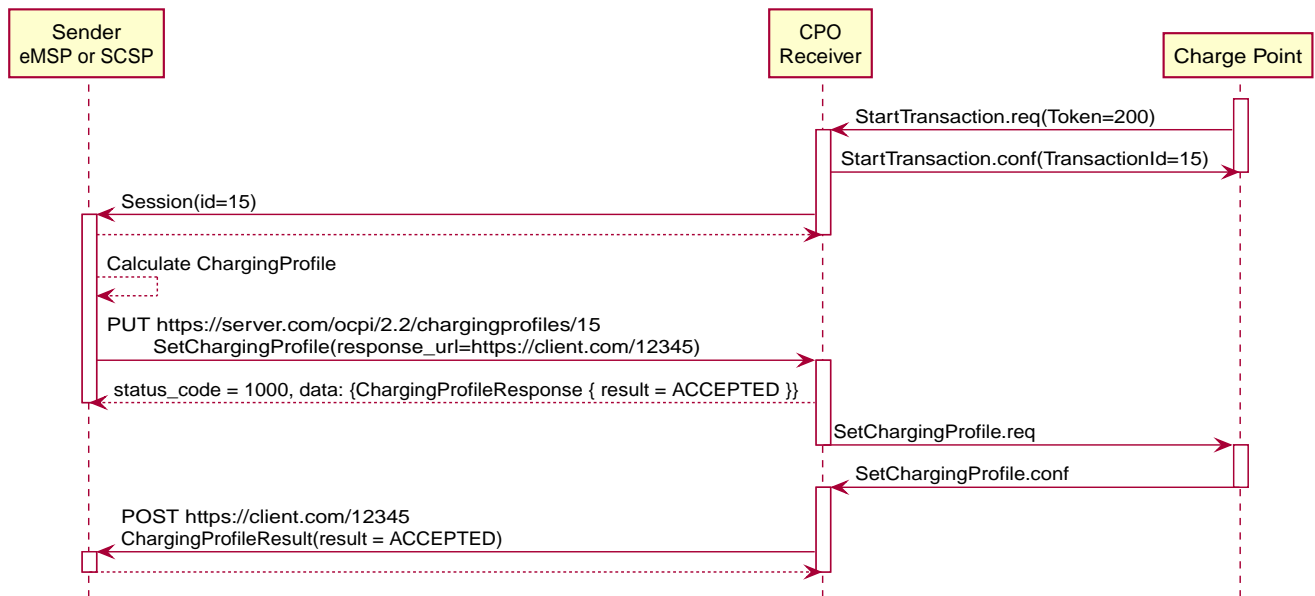 Sender
eMSP or SCSP
CPO
Receiver
Charge Point
StartTransaction.req(Token=200)
StartTransaction.conf(TransactionId=15)
Session(id=15)
Calculate ChargingProfile
PUT https://server.com/ocpi/2.2/chargingprofiles/15
SetChargingProfile(response_url=https://client.com/12345)
status_code = 1000, data: {ChargingProfileResponse { result = ACCEPTED }}
SetChargingProfile.req
SetChargingProfile.conf
POST https://client.com/12345
ChargingProfileResult(result = ACCEPTED)